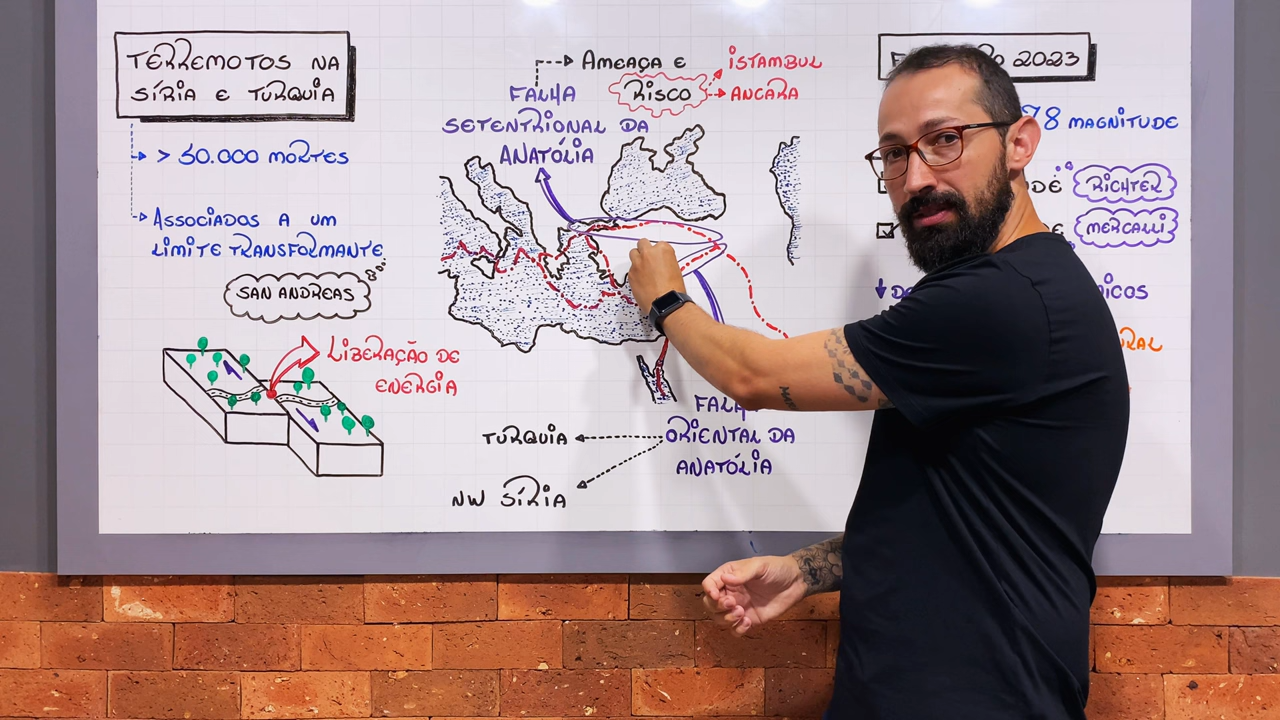 TERREMOTOS NA
SÍRIA E TURQUIA
> 50.000 MORTES
ASSOCIADOS A UM
LIMITE TRANSFORMANTE
SAN ANDREAS
LIBERAÇÃO DE
ENERGIA
AMEAÇA E
RISCO
ISTAMBUL
ANCARA
FALHA
SETENTRIONAL DA
ANATÓLIA
FALHA
ORIENTAL DA
ANATÓLIA
TURQUIA
NW SÍRIA
2023
7.8 MAGNITUDE
RICHTER
MERCALLI